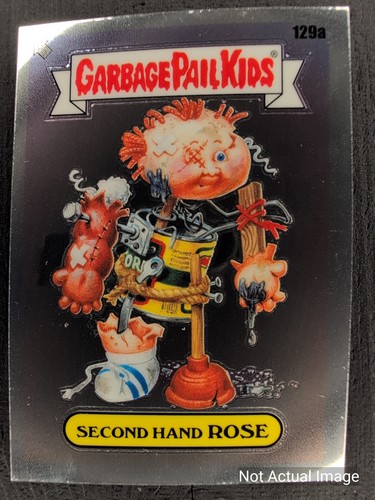 129a
GARBAGE PAIL KIDS
SECOND HAND ROSE
Not Actual Image